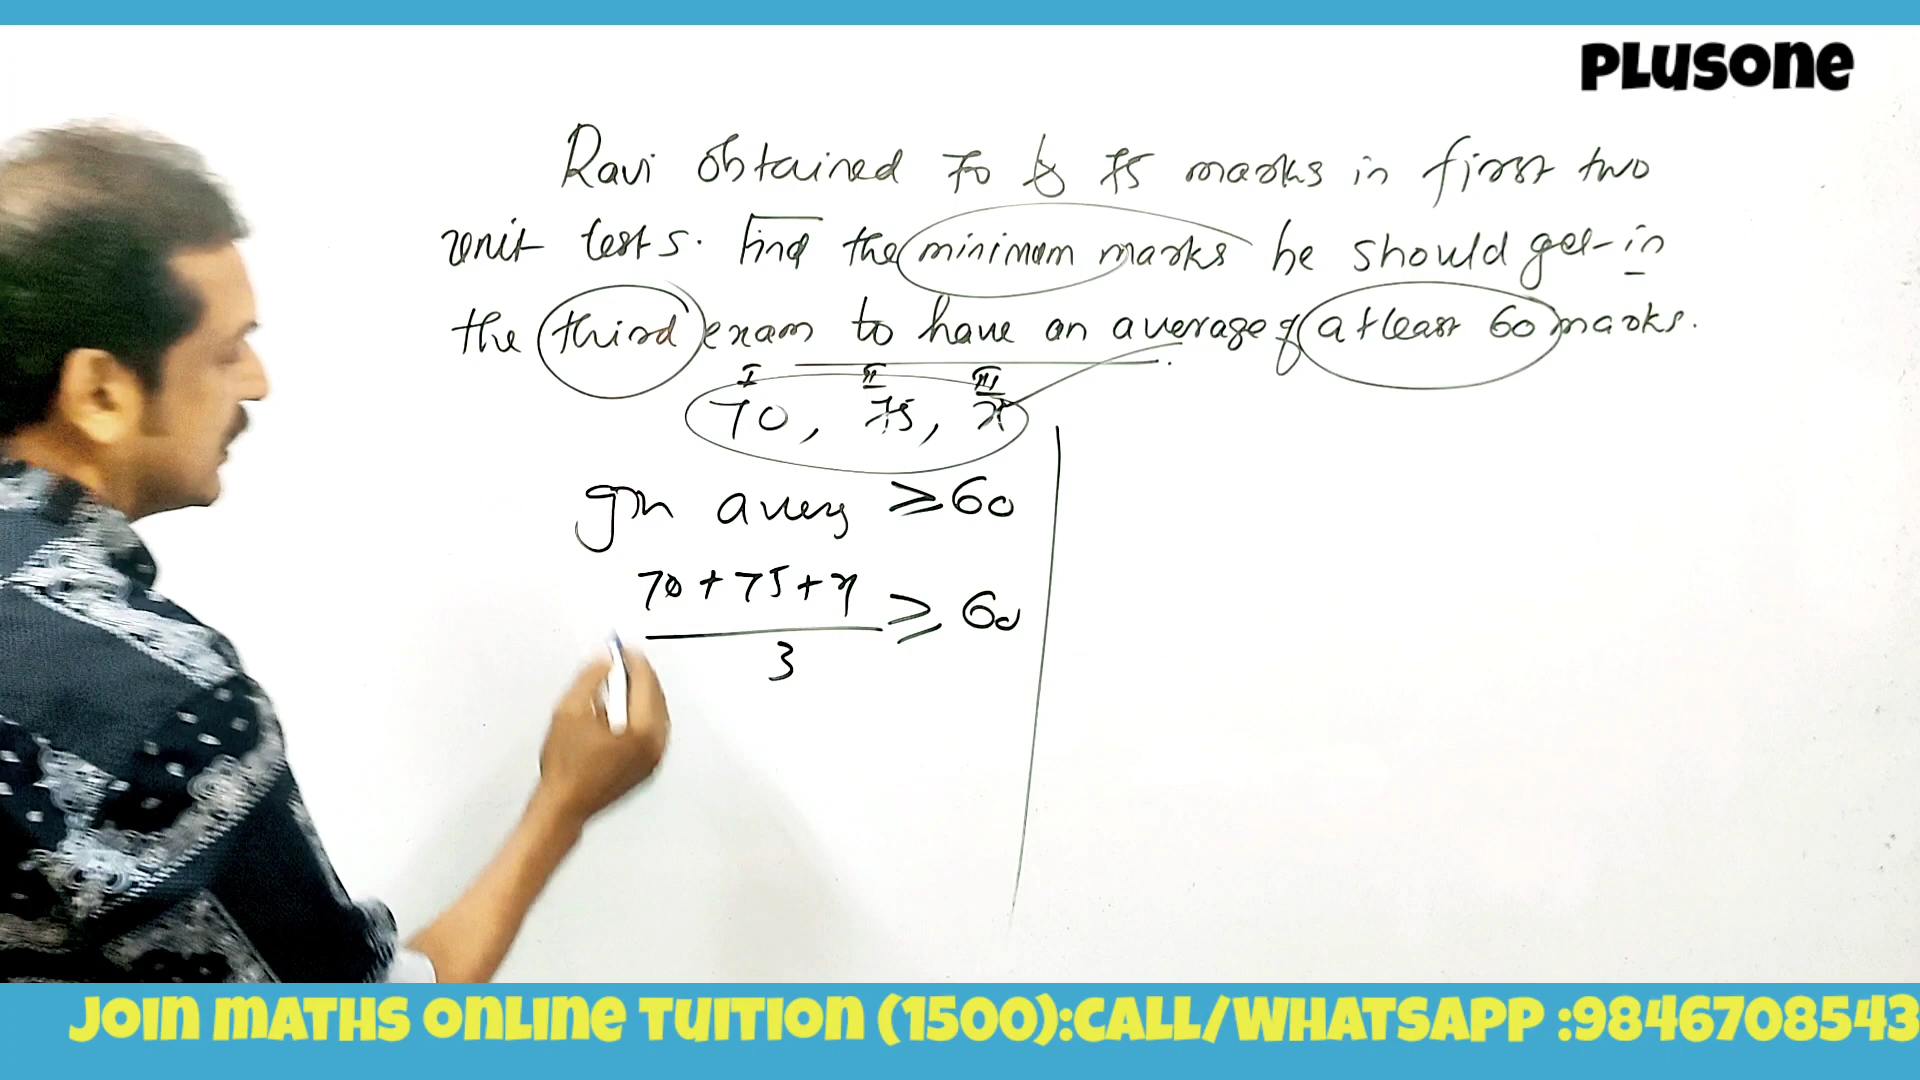 PLUSONE
Ravi obtained 70 & 75 marks in first two
unit tests. Find the minimum marks he should get in
the third exam to have an average of atleast 60 marks.
I II III
70, 75, x
≥ 60
70 + 75 + x ≥ 60
3
JOIN MATHS ONLINE TUITION (1500):CALL/WHATSAPP :9846708543